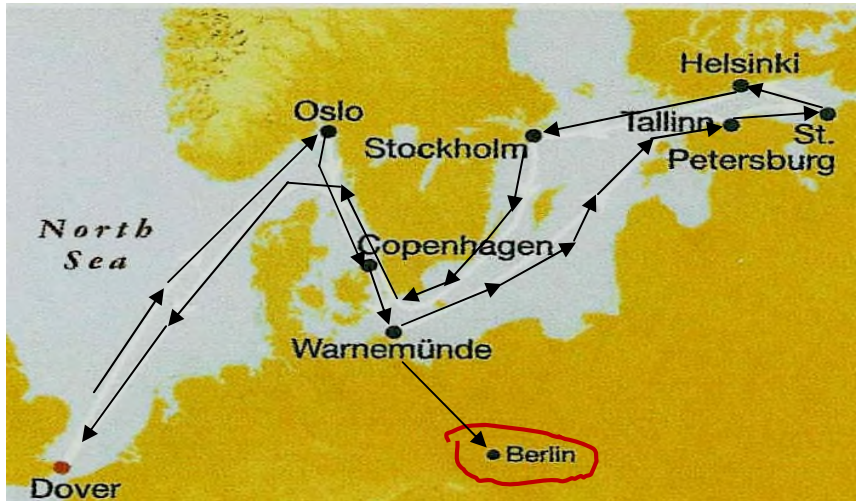 Helsinki
Oslo
Tallinn
St.
Stockholm
Petersburg
North
Sea
Copenhagen
Warnemünde
Berlin
Dover